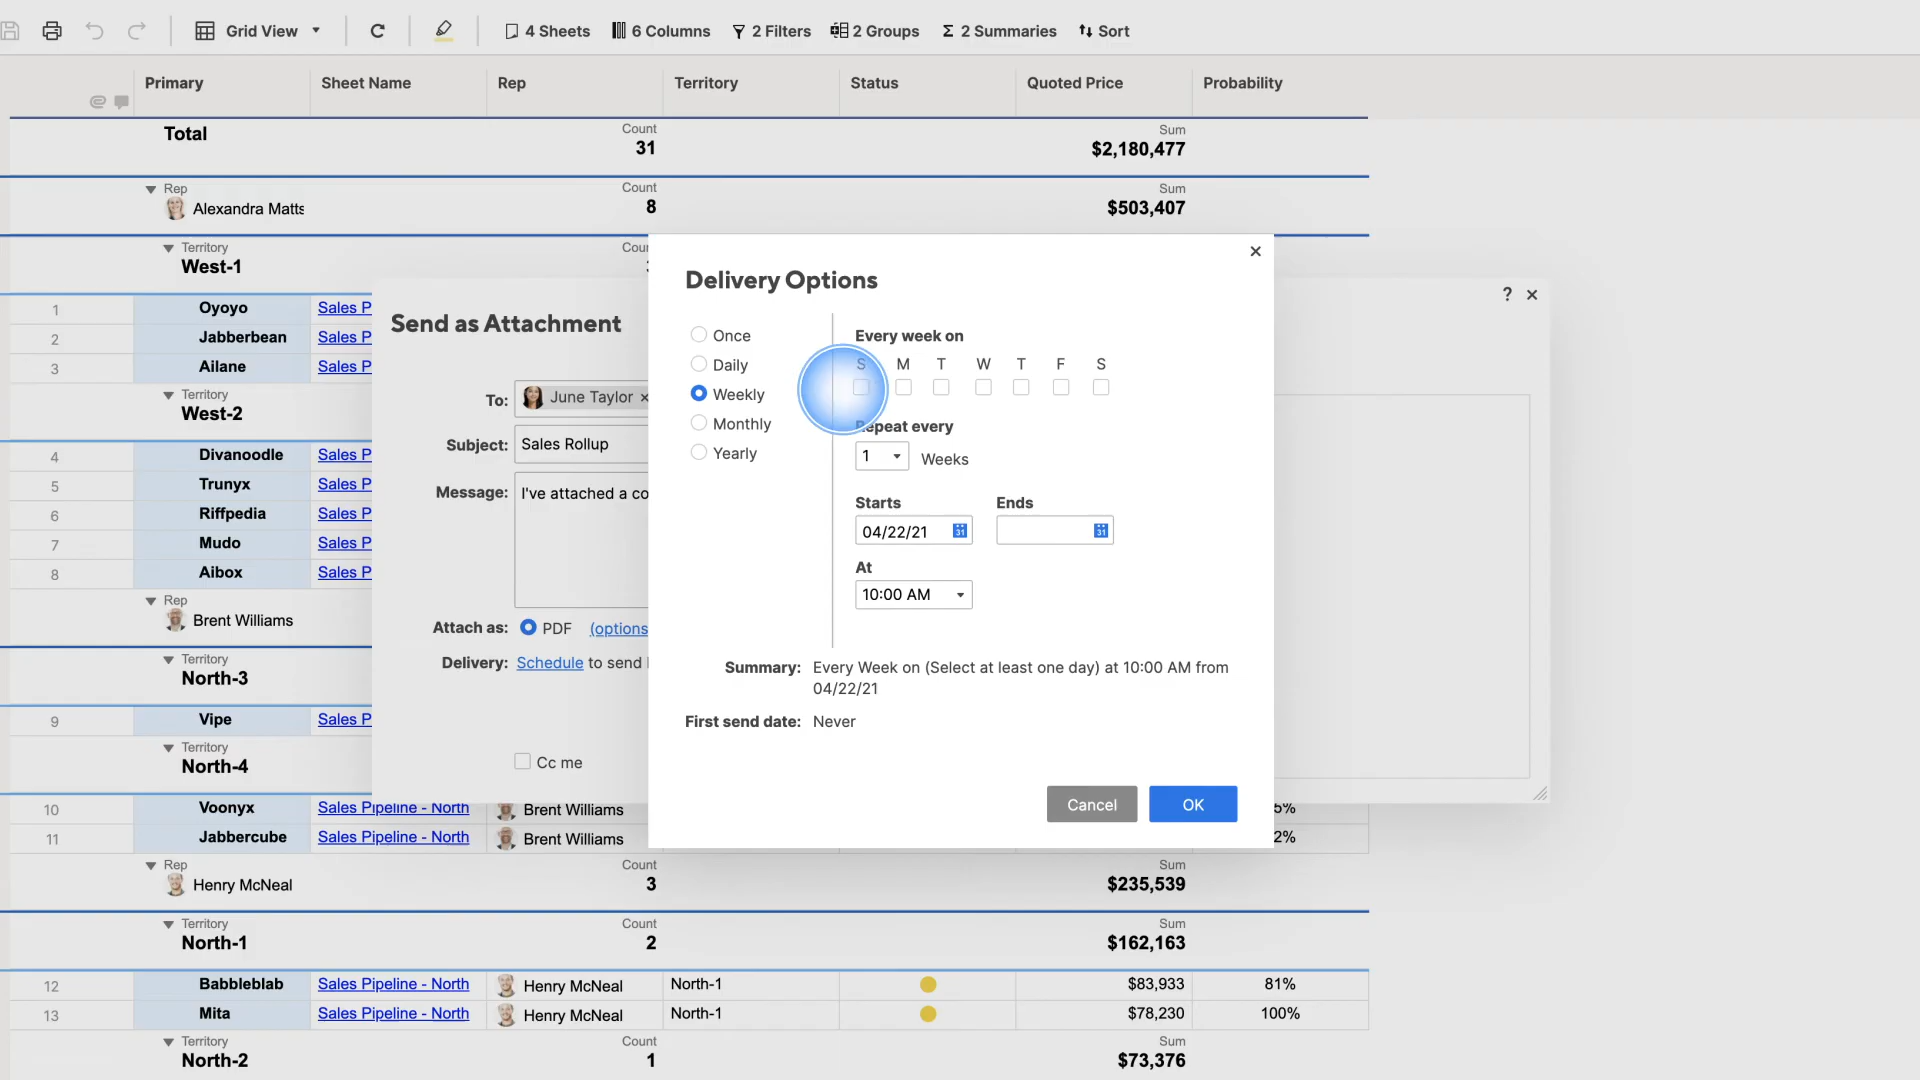 Grid View
4 Sheets
6 Columns
2 Filters
2 Groups
Σ 2 Summaries
Sort
Primary Sheet Name Rep Territory Status Quoted Price Probability
Total Count 31 Sum $2,180,477
Rep Count Sum
Alexandra Matts 8 $503,407
Territory
West-1
1 Oyoyo Sales P
2 Jabberbean Sales P
3 Ailane Sales P
Territory
West-2
4 Divanoodle Sales P
5 Trunyx Sales P
6 Riffpedia Sales P
7 Mudo Sales P
8 Aibox Sales P
Rep
Brent Williams
Territory
North-3
9 Vipe Sales P
Territory
North-4
10 Voonyx Sales Pipeline - North Brent Williams 5%
11 Jabbercube Sales Pipeline - North Brent Williams 2%
Rep Count Sum
Henry McNeal 3 $235,539
Territory Count Sum
North-1 2 $162,163
12 Babbleblab Sales Pipeline - North Henry McNeal North-1 $83,933 81%
13 Mita Sales Pipeline - North Henry McNeal North-1 $78,230 100%
Territory Count Sum
North-2 1 $73,376
Send as Attachment
? ×
To: June Taylor ×
Subject: Sales Rollup
Message: I've attached a co
Attach as: PDF (options
Delivery: Schedule to send
Cc me
×
Delivery Options
Once
Daily
Weekly
Monthly
Yearly
Every week on
S M T W T F S
Repeat every
1 Weeks
Starts Ends
04/22/21 31 31
At
10:00 AM
Summary: Every Week on (Select at least one day) at 10:00 AM from
04/22/21
First send date: Never
Cancel OK